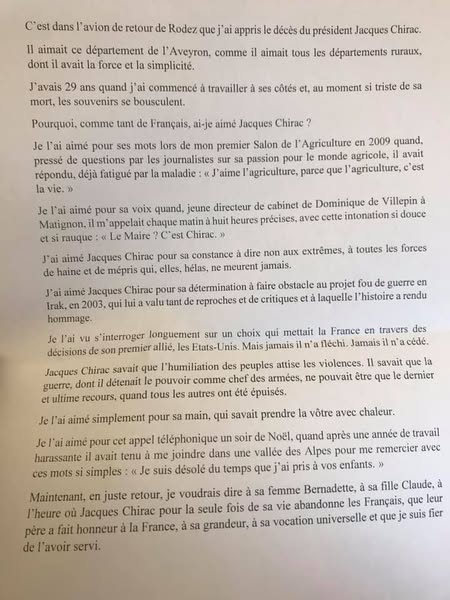 C’est dans l’avion de retour de Rodez que j’ai appris le décès du président Jacques Chirac.
Il aimait ce département de l’Aveyron, comme il aimait tous les départements ruraux,
dont il avait la force et la simplicité.
J’avais 29 ans quand j’ai commencé à travailler à ses côtés et, au moment si triste de sa
mort, les souvenirs se bousculent.
Pourquoi, comme tant de Français, ai-je aimé Jacques Chirac ?
Je l’ai aimé pour ses mots lors de mon premier Salon de l’Agriculture en 2009 quand,
pressé de questions par les journalistes sur sa passion pour le monde agricole, il avait
répondu, déjà fatigué par la maladie : « J’aime l’agriculture, parce que l’agriculture, c’est
la vie. »
Je l’ai aimé pour sa voix quand, jeune directeur de cabinet de Dominique de Villepin à
Matignon, il m’appelait chaque matin à huit heures précises, avec cette intonation si douce
et si rauque : « Le Maire ? C’est Chirac. »
J’ai aimé Jacques Chirac pour sa constance à dire non aux extrêmes, à toutes les forces
de haine et de mépris qui, elles, hélas, ne meurent jamais.
J’ai aimé Jacques Chirac pour sa détermination à faire obstacle au projet fou de guerre en
Irak, en 2003, qui lui a valu tant de reproches et de critiques et à laquelle l’histoire a rendu
hommage.
Je l’ai vu s’interroger longuement sur un choix qui mettait la France en travers des
décisions de son premier allié, les Etats-Unis. Mais jamais il n’a fléchi. Jamais il n’a cédé.
Jacques Chirac savait que l’humiliation des peuples attise les violences. Il savait que la
guerre, dont il détenait le pouvoir comme chef des armées, ne pouvait être que le dernier
et ultime recours, quand tous les autres ont été épuisés.
Je l’ai aimé simplement pour sa main, qui savait prendre la vôtre avec chaleur.
Je l’ai aimé pour cet appel téléphonique un soir de Noël, quand après une année de travail
harassante il avait tenu à me joindre dans une vallée des Alpes pour me remercier avec
ces mots si simples : « Je suis désolé du temps que j’ai pris à vos enfants. »
Maintenant, en juste retour, je voudrais dire à sa femme Bernadette, à sa fille Claude, à
l’heure où Jacques Chirac pour la seule fois de sa vie abandonne les Français, que leur
père a fait honneur à la France, à sa grandeur, à sa vocation universelle et que je suis fier
de l’avoir servi.